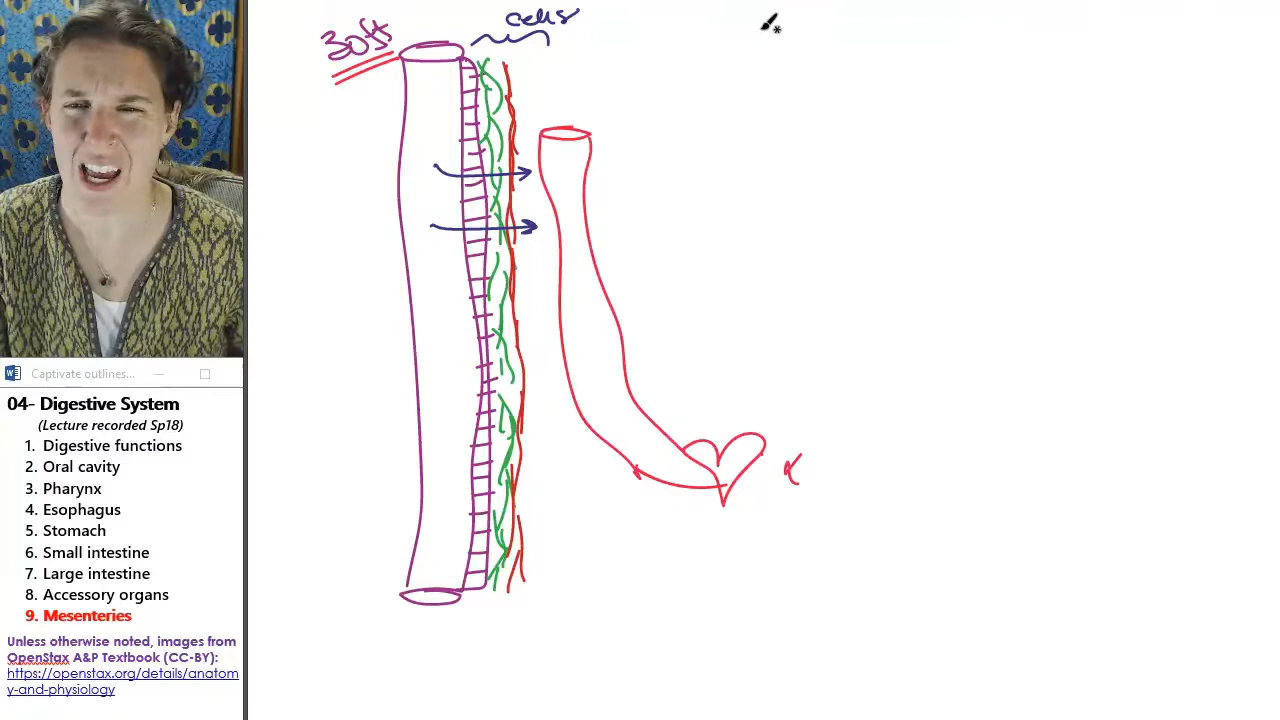 30ft
cells
Captivate outlines...
04- Digestive System
(Lecture recorded Sp18)
1. Digestive functions
2. Oral cavity
3. Pharynx
4. Esophagus
5. Stomach
6. Small intestine
7. Large intestine
8. Accessory organs
9. Mesenteries
Unless otherwise noted, images from
OpenStax A&P Textbook (CC-BY):
https://openstax.org/details/anatom
y-and-physiology